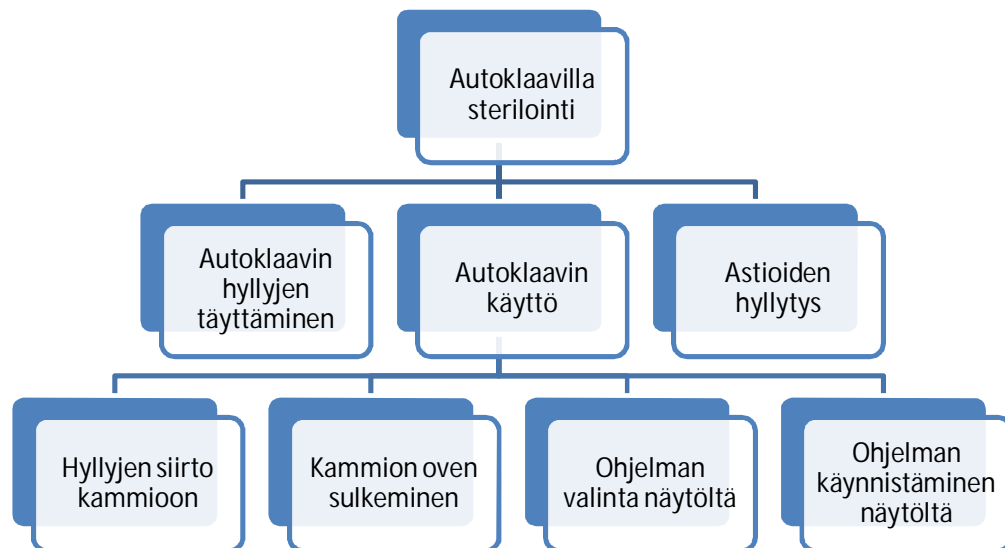 Autoklaavilla
sterilointi
Autoklaavin
hyllyjen
täyttäminen
Autoklaavin
käyttö
Astioiden
hyllytys
Hyllyjen siirto
kammioon
Kammion oven
sulkeminen
Ohjelman
valinta näytöltä
Ohjelman
käynnistäminen
näytöltä